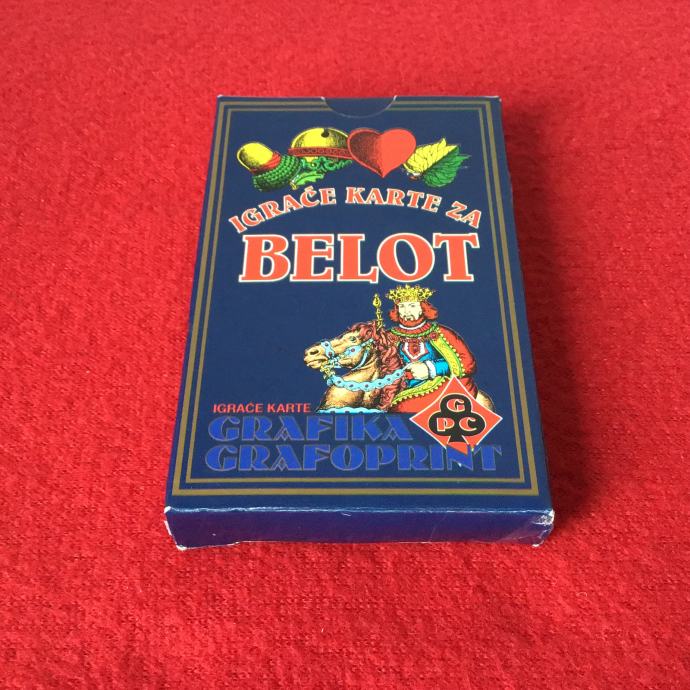 IGRAĆE KARTE ZA
BELOT
IGRAĆE KARTE
GRAFIKA
GRAFOPRINT
G
P C